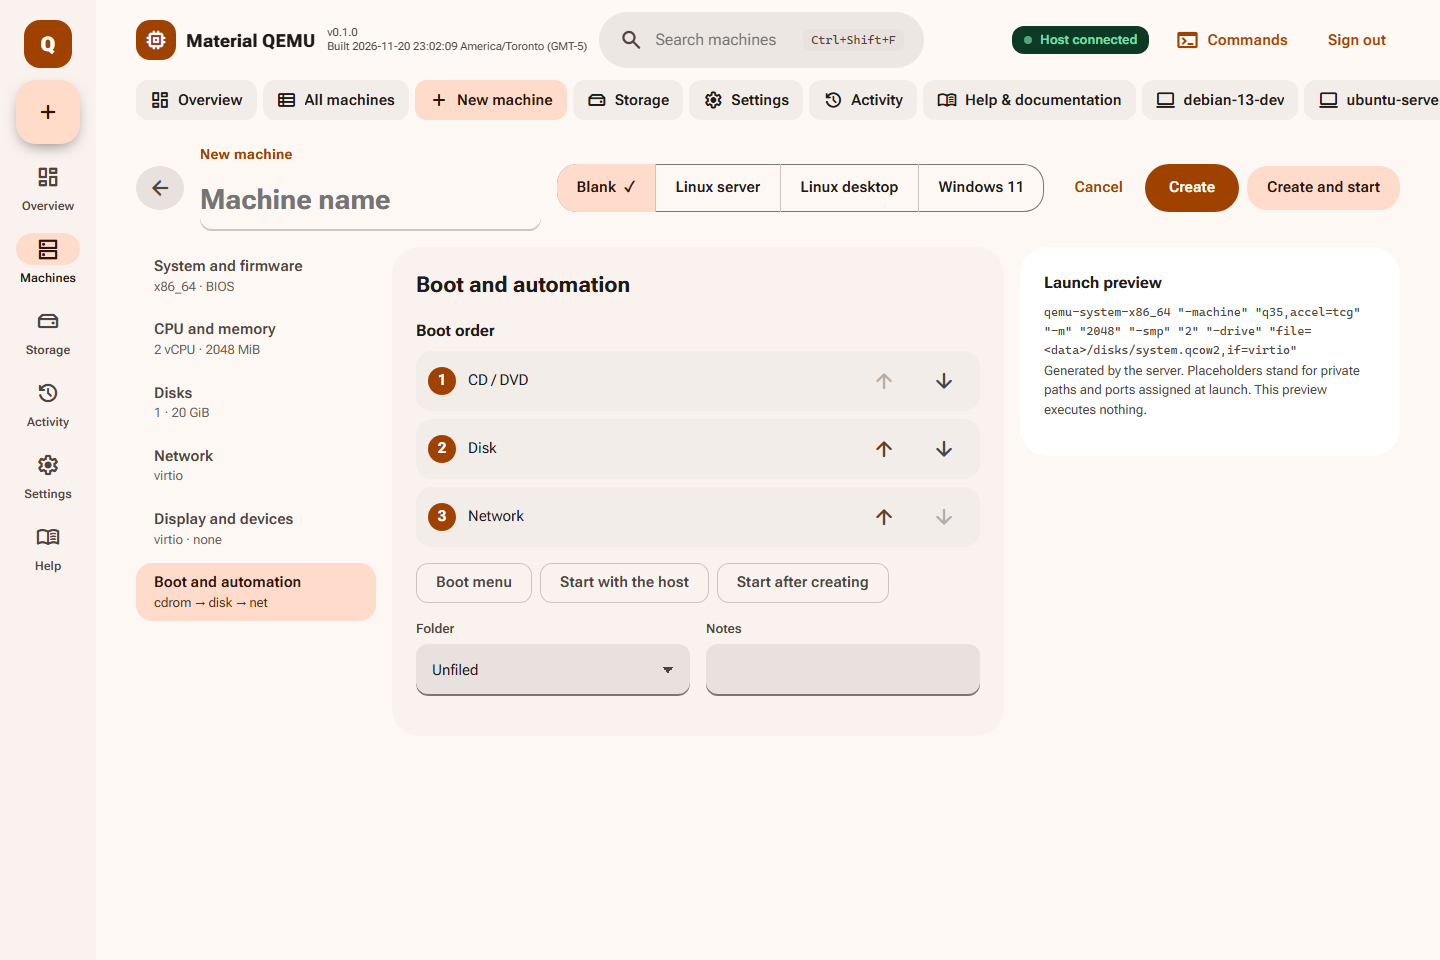 Q
Material QEMU
v0.1.0
Built 2026-11-20 23:02:09 America/Toronto (GMT-5)
Search machines
Ctrl+Shift+F
Host connected
Commands
Sign out
Overview
All machines
New machine
Storage
Settings
Activity
Help & documentation
debian-13-dev
ubuntu-serve
Overview
Machines
Storage
Activity
Settings
Help
New machine
Machine name
Blank ✓
Linux server
Linux desktop
Windows 11
Cancel
Create
Create and start
System and firmware
x86_64 · BIOS
CPU and memory
2 vCPU · 2048 MiB
Disks
1 · 20 GiB
Network
virtio
Display and devices
virtio · none
Boot and automation
cdrom → disk → net
Boot and automation
Boot order
1 CD / DVD
2 Disk
3 Network
Boot menu
Start with the host
Start after creating
Folder
Unfiled
Notes
Launch preview
qemu-system-x86_64 "-machine" "q35,accel=tcg"
"-m" "2048" "-smp" "2" "-drive" "file=
<data>/disks/system.qcow2,if=virtio"
Generated by the server. Placeholders stand for private
paths and ports assigned at launch. This preview
executes nothing.